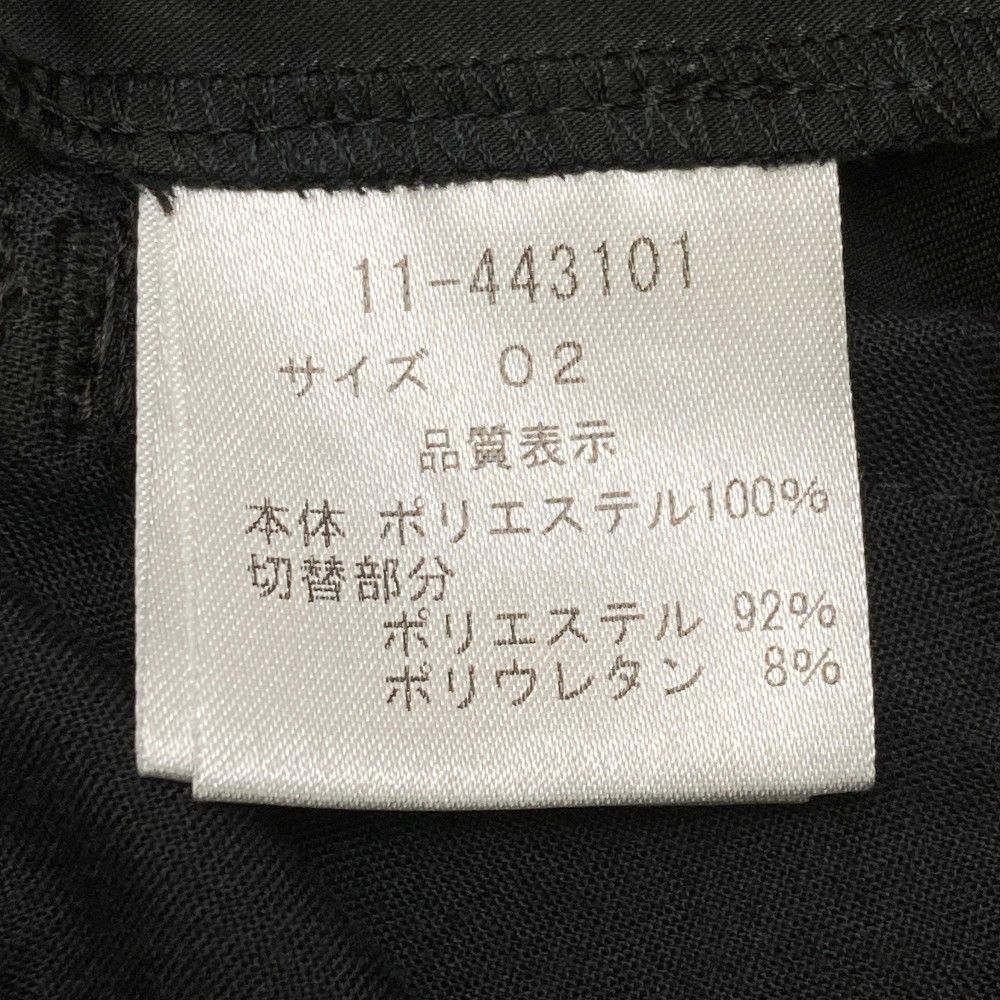 11-443101
サイズ 02
品質表示
本体 ポリエステル100%
切替部分
ポリエステル 92%
ポリウレタン 8%